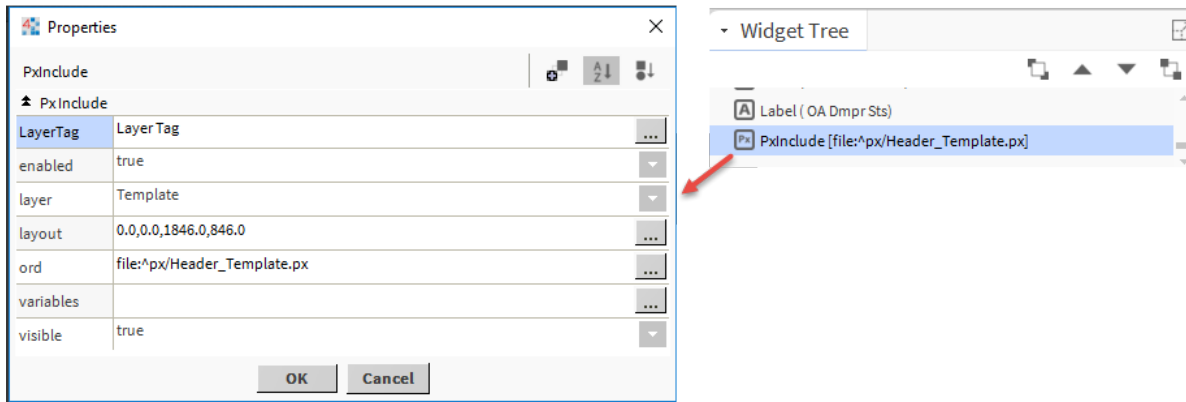 Properties
PxInclude
PxInclude
LayerTag LayerTag ...
enabled true
layer Template
layout 0.0,0.0,1846.0,846.0 ...
ord file:^px/Header_Template.px ...
variables ...
visible true
OK Cancel
Widget Tree
A Label ( OA Dmpr Sts)
Px PxInclude [file:^px/Header_Template.px]